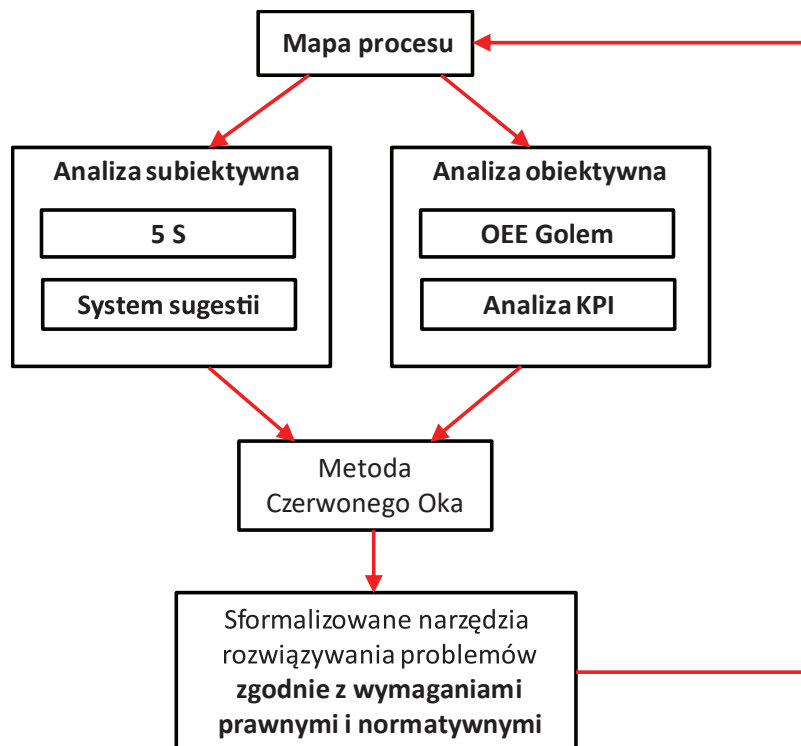 Mapa procesu
Analiza subiektywna
5 S
System sugestii
Analiza obiektywna
OEE Golem
Analiza KPI
Metoda
Czerwonego Oka
Sformalizowane narzędzia
rozwiązywania problemów
zgodnie z wymaganiami
prawnymi i normatywnymi